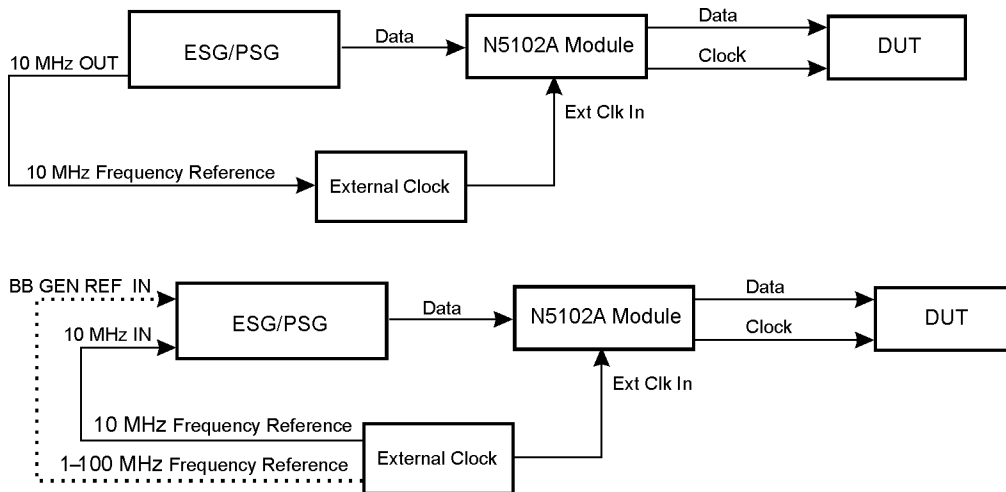 Data
Data
ESG/PSG
N5102A Module
DUT
10 MHz OUT
Clock
Ext Clk In
10 MHz Frequency Reference
External Clock
BB GEN REF IN
Data
Data
ESG/PSG
N5102A Module
DUT
10 MHz IN
Clock
Ext Clk In
10 MHz Frequency Reference
External Clock
1–100 MHz Frequency Reference